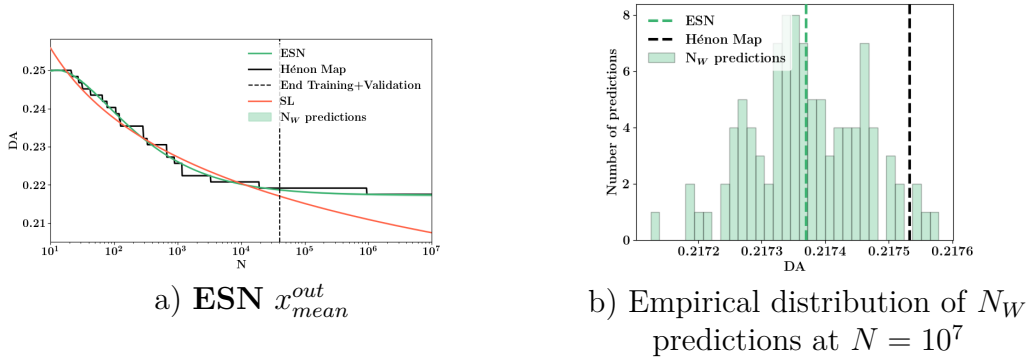 ESN
Hénon Map
End Training+Validation
SL
N_W predictions
0.25
0.24
0.23
0.22
0.21
DA
10^1
10^2
10^3
10^4
10^5
10^6
10^7
N
a) ESN x_{mean}^{out}
ESN
Hénon Map
N_W predictions
8
6
4
2
0
Number of predictions
0.2172
0.2173
0.2174
0.2175
0.2176
DA
b) Empirical distribution of N_W
predictions at N = 10^7